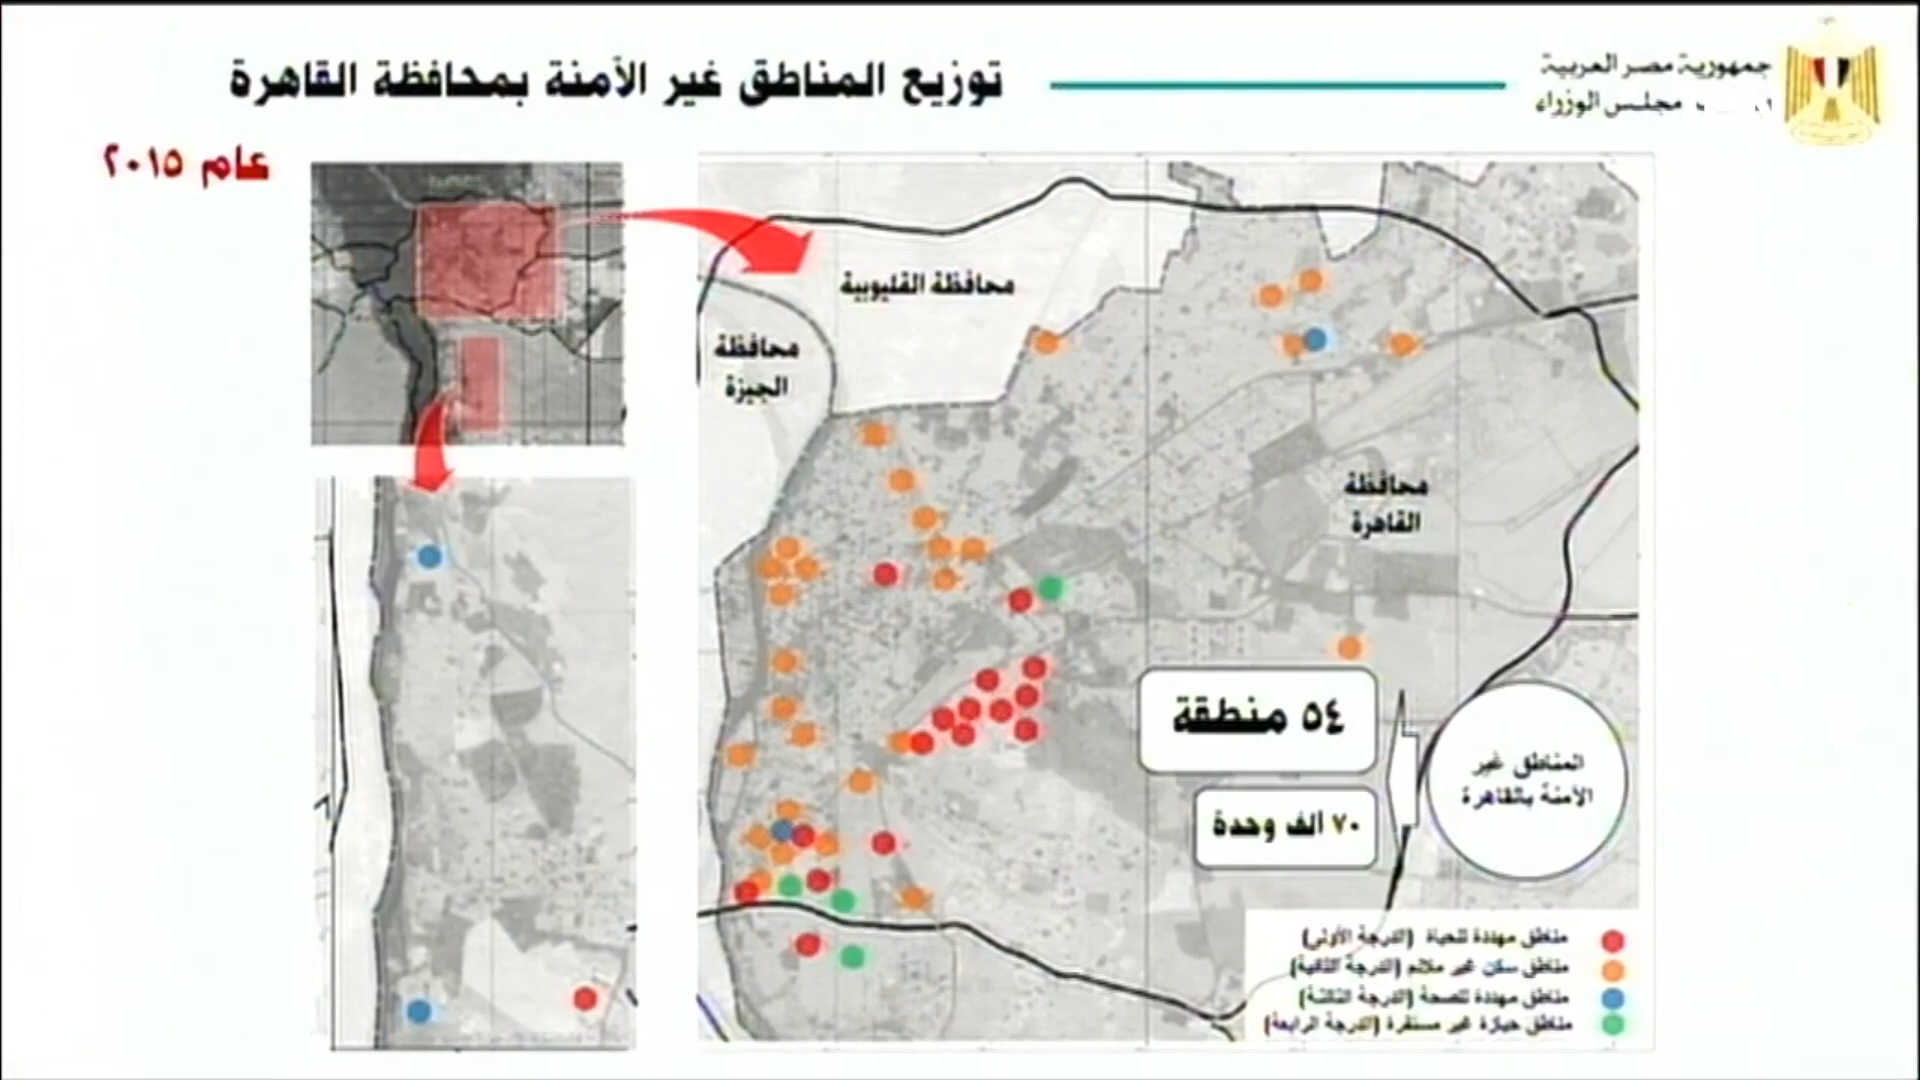 جمهورية مصر العربية
مجلس الوزراء
توزيع المناطق غير الآمنة بمحافظة القاهرة
عام ٢٠١٥
محافظة القليوبية
محافظة
الجيزة
محافظة
القاهرة
٥٤ منطقة
٧٠ ألف وحدة
المناطق غير
الآمنة بالقاهرة
مناطق مهددة للحياة (الدرجة الأولى)
مناطق سكن غير ملائم (الدرجة الثانية)
مناطق مهددة للصحة (الدرجة الثالثة)
مناطق حيازة غير مستقرة (الدرجة الرابعة)